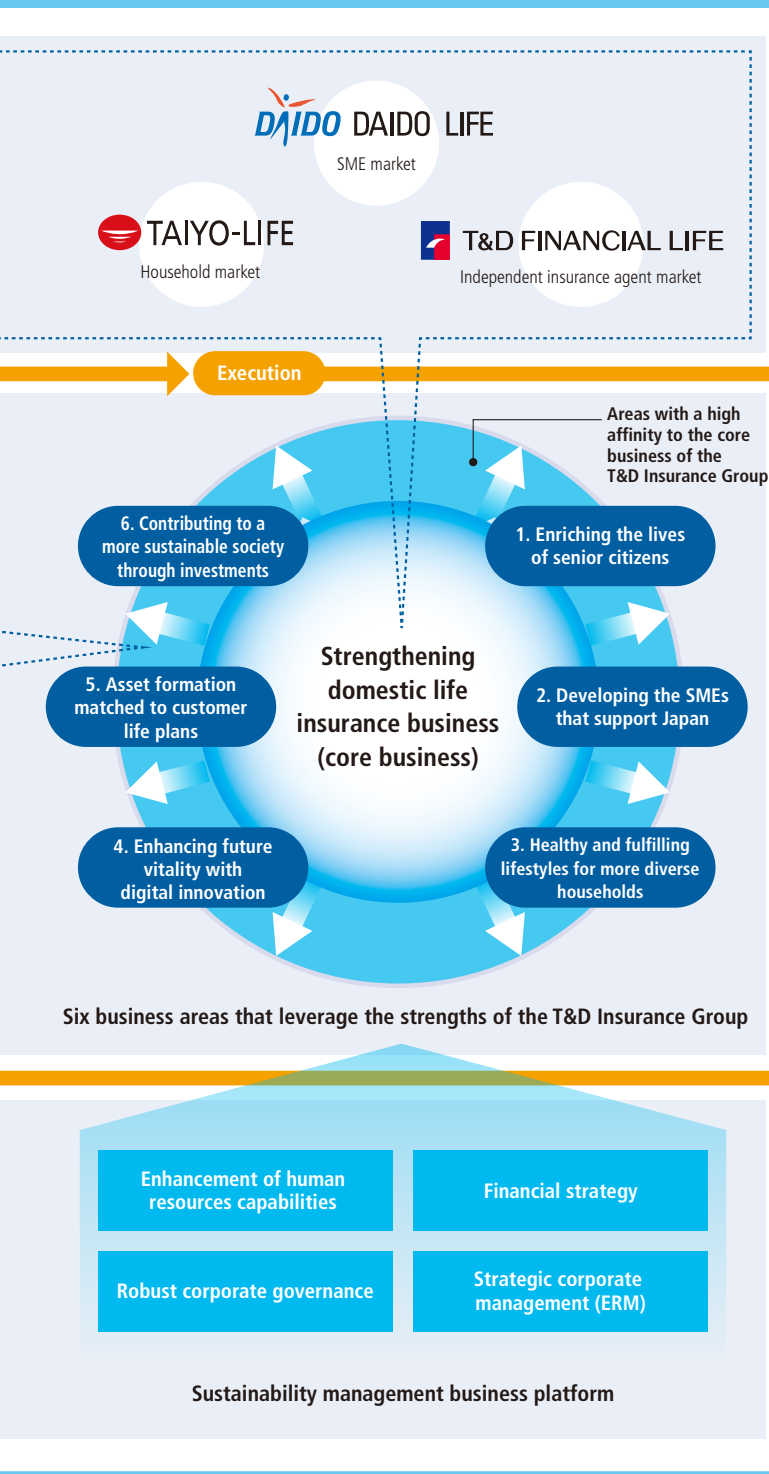 DAIDO DAIDO LIFE
SME market
TAIYO-LIFE
Household market
T&D FINANCIAL LIFE
Independent insurance agent market
Execution
Areas with a high
affinity to the core
business of the
T&D Insurance Group
6. Contributing to a
more sustainable society
through investments
1. Enriching the lives
of senior citizens
Strengthening
domestic life
insurance business
(core business)
5. Asset formation
matched to customer
life plans
2. Developing the SMEs
that support Japan
4. Enhancing future
vitality with
digital innovation
3. Healthy and fulfilling
lifestyles for more diverse
households
Six business areas that leverage the strengths of the T&D Insurance Group
Enhancement of human
resources capabilities
Financial strategy
Robust corporate governance
Strategic corporate
management (ERM)
Sustainability management business platform